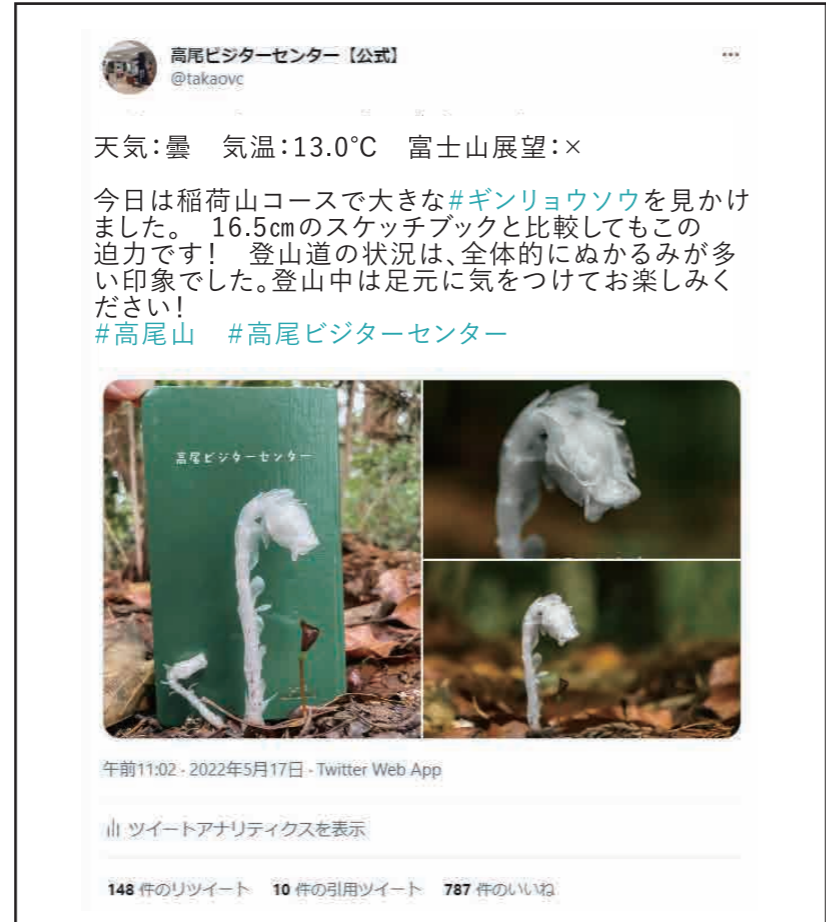 高尾ビジターセンター【公式】
@takaovc
天気：曇　気温：13.0℃　富士山展望：×
今日は稲荷山コースで大きな#ギンリョウソウを見かけ
ました。　16.5㎝のスケッチブックと比較してもこの
迫力です！　登山道の状況は、全体的にぬかるみが多
い印象でした。登山中は足元に気をつけてお楽しみく
ださい！
#高尾山　#高尾ビジターセンター
高尾ビジターセンター
午前11:02 · 2022年5月17日 · Twitter Web App
ツイートアナリティクスを表示
148 件のリツイート　10 件の引用ツイート　787 件のいいね